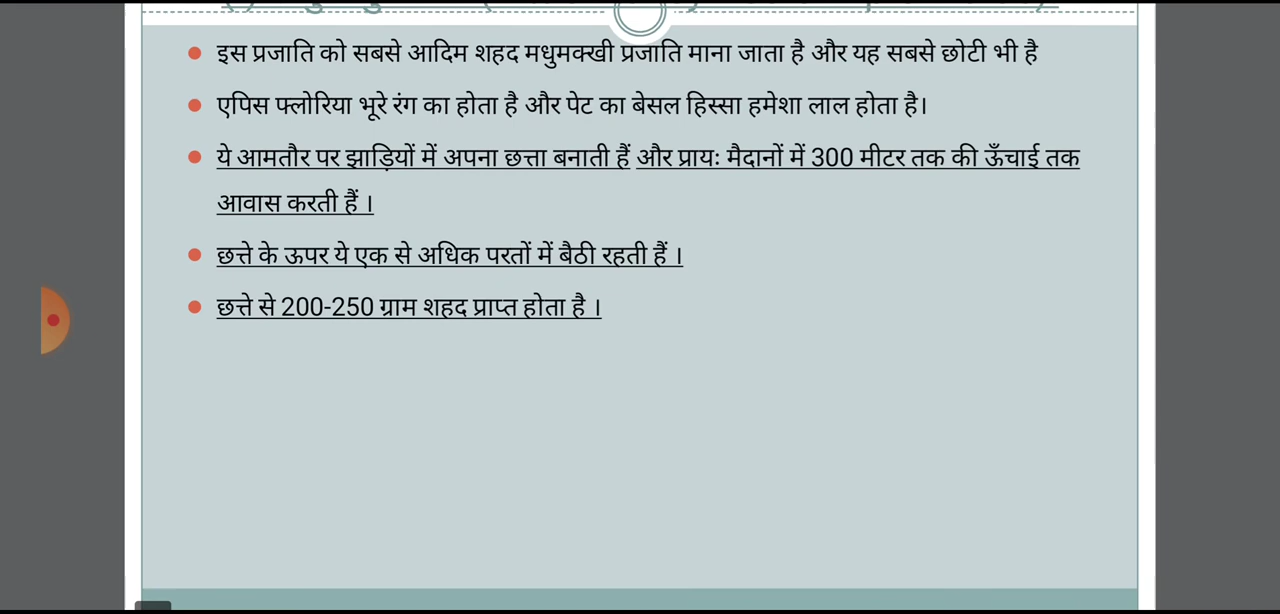 इस प्रजाति को सबसे आदिम शहद मधुमक्खी प्रजाति माना जाता है और यह सबसे छोटी भी है
एपिस फ्लोरिया भूरे रंग का होता है और पेट का बेसल हिस्सा हमेशा लाल होता है।
ये आमतौर पर झाड़ियों में अपना छत्ता बनाती हैं और प्रायः मैदानों में 300 मीटर तक की ऊँचाई तक
आवास करती हैं ।
छत्ते के ऊपर ये एक से अधिक परतों में बैठी रहती हैं ।
छत्ते से 200-250 ग्राम शहद प्राप्त होता है ।